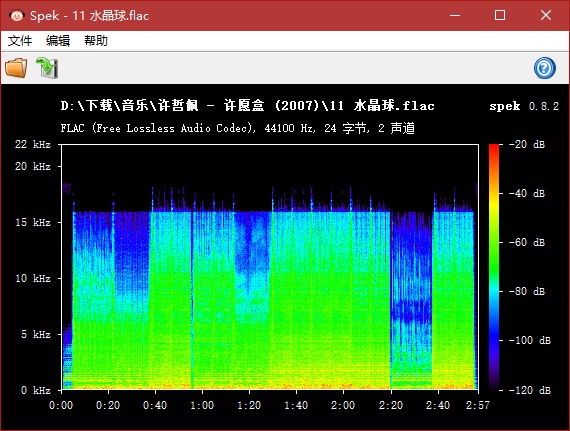 Spek - 11 水晶球.flac
文件 编辑 帮助
D:\下载\音乐\许哲佩 - 许愿盒 (2007)\11 水晶球.flac
spek 0.8.2
FLAC (Free Lossless Audio Codec), 44100 Hz, 24 字节, 2 声道
22 kHz
20 kHz
15 kHz
10 kHz
5 kHz
0 kHz
0:00 0:20 0:40 1:00 1:20 1:40 2:00 2:20 2:40 2:57
-20 dB
-40 dB
-60 dB
-80 dB
-100 dB
-120 dB